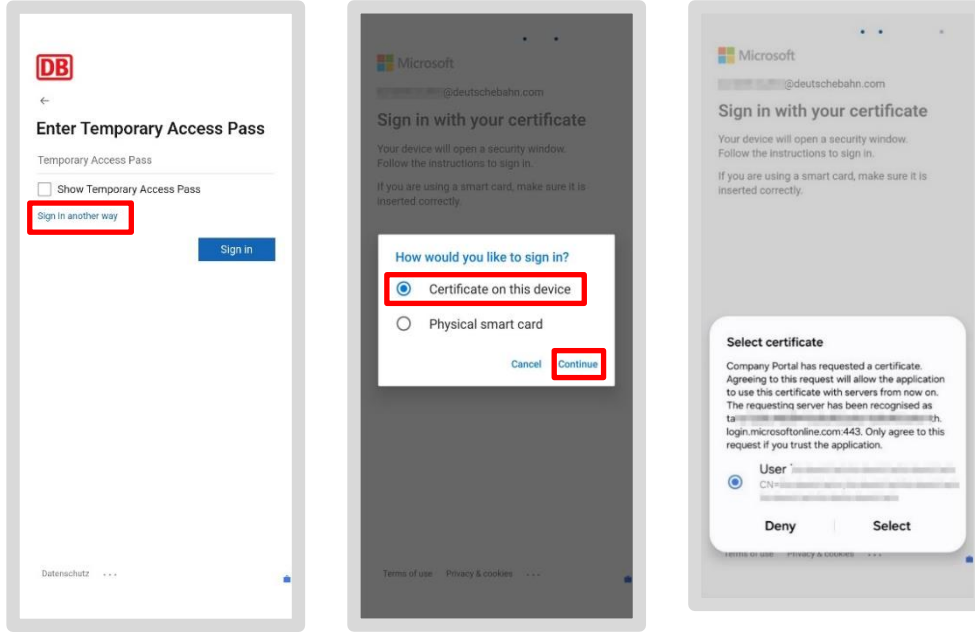 DB
Enter Temporary Access Pass
Temporary Access Pass
Show Temporary Access Pass
Sign in another way
Sign in
Datenschutz ...
Microsoft
@deutschebahn.com
Sign in with your certificate
Your device will open a security window.
Follow the instructions to sign in.
If you are using a smart card, make sure it is
inserted correctly.
How would you like to sign in?
Certificate on this device
Physical smart card
Cancel Continue
Terms of use Privacy & cookies ...
Microsoft
@deutschebahn.com
Sign in with your certificate
Your device will open a security window.
Follow the instructions to sign in.
If you are using a smart card, make sure it is
inserted correctly.
Select certificate
Company Portal has requested a certificate.
Agreeing to this request will allow the application
to use this certificate with servers from now on.
The requesting server has been recognised as
login.microsoftonline.com:443. Only agree to this
request if you trust the application.
User
CN=
Deny Select
Terms of use Privacy & cookies ...